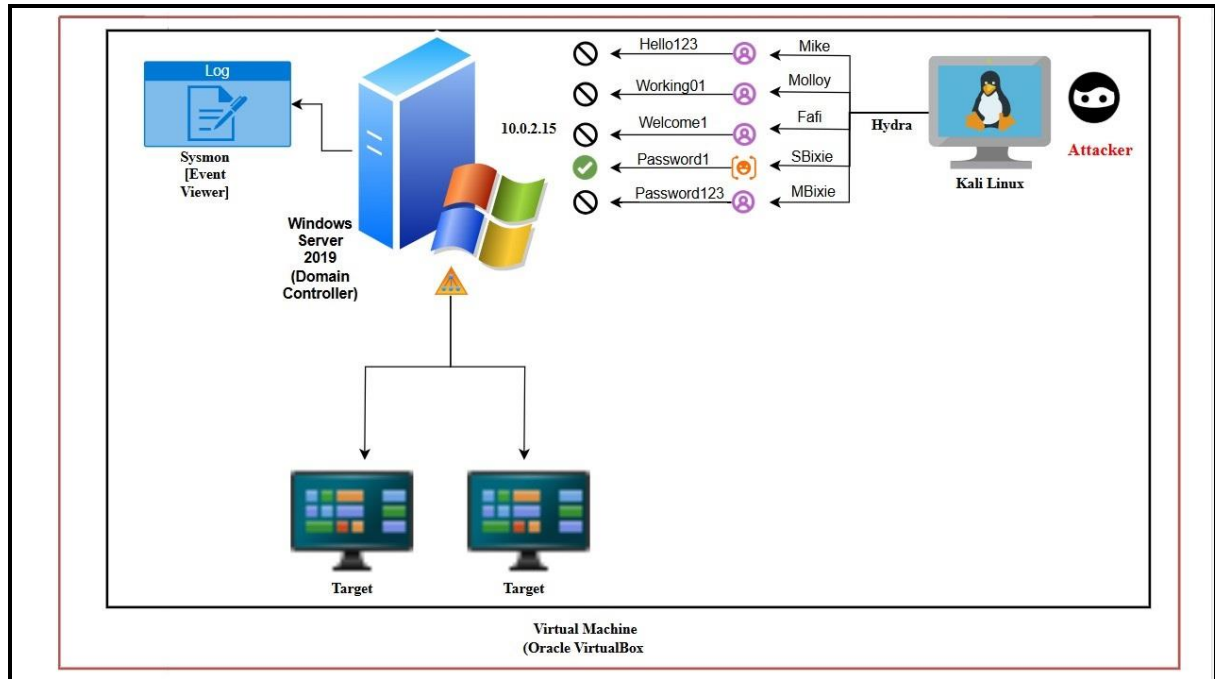 Log
Sysmon
[Event
Viewer]
Windows
Server
2019
(Domain
Controller)
10.0.2.15
Hello123
Mike
Working01
Molloy
Welcome1
Fafi
Password1
SBixie
Password123
MBixie
Hydra
Kali Linux
Attacker
Target
Target
Virtual Machine
(Oracle VirtualBox